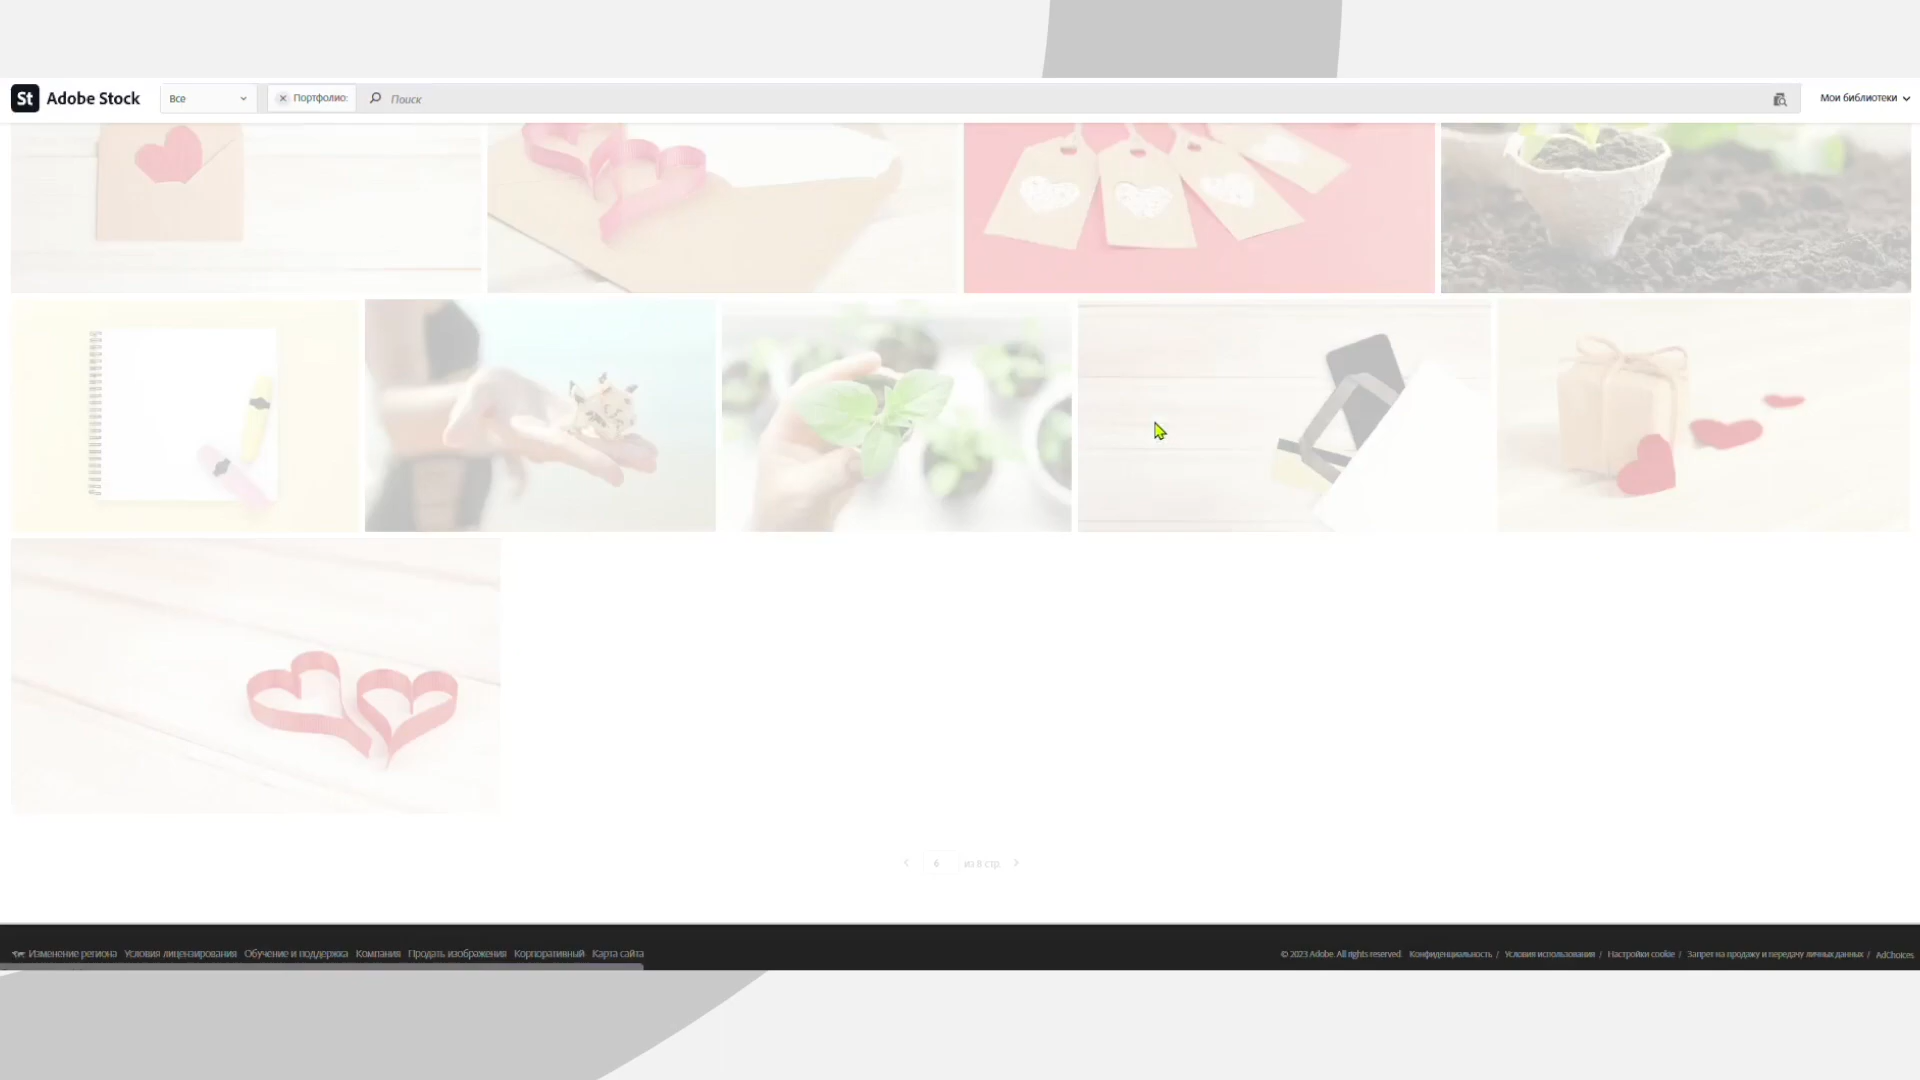 St Adobe Stock Все × Портфолио: Поиск Мои библиотеки
6 из 8 стр.
Изменение региона Условия лицензирования Обучение и поддержка Компания Продать изображения Корпоративный Карта сайта
© 2023 Adobe. All rights reserved. Конфиденциальность / Условия использования / Настройки cookie / Запрет на продажу и передачу личных данных / AdChoices